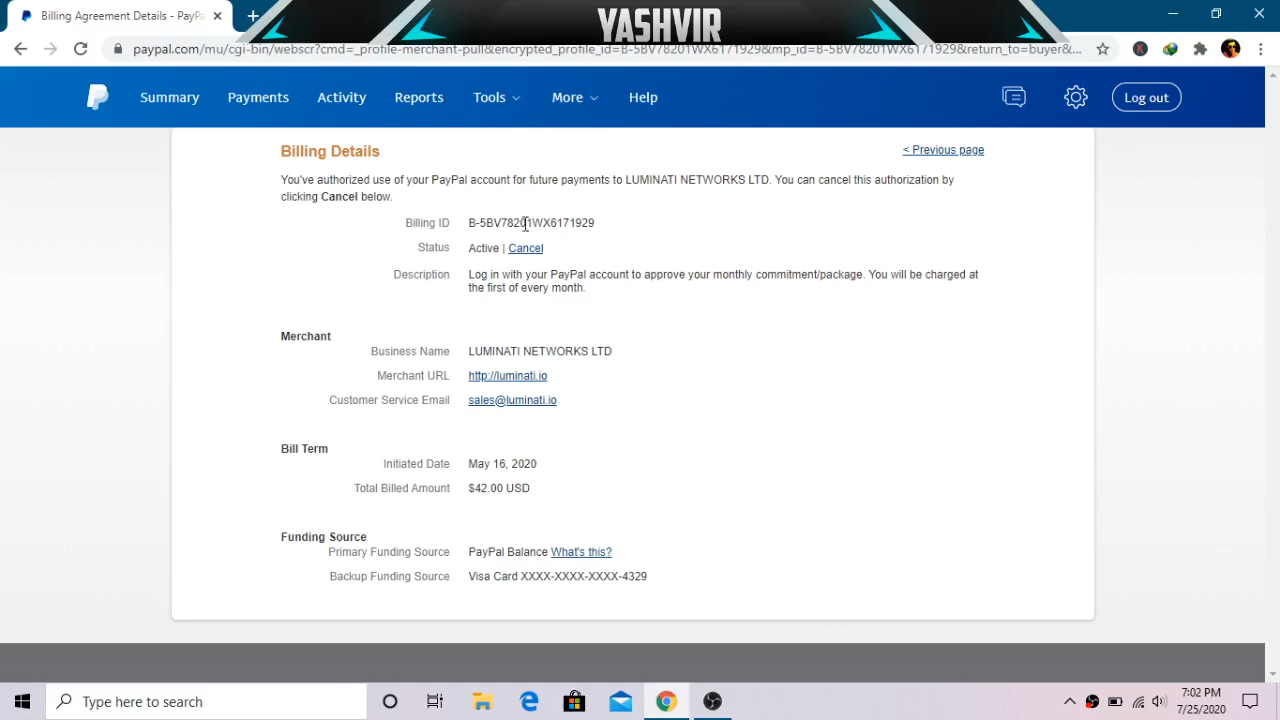 Billing Agreement Details - PayPa
YASHVIR
paypal.com/mu/cgi-bin/webscr?cmd=_profile-merchant-pull&encrypted_profile_id=B-5BV78201WX6171929&mp_id=B-5BV78201WX6171929&return_to=buyer&...
K
Summary Payments Activity Reports Tools More Help Log out
Billing Details
< Previous page
You've authorized use of your PayPal account for future payments to LUMINATI NETWORKS LTD. You can cancel this authorization by
clicking Cancel below.
Billing ID B-5BV78201WX6171929
Status Active | Cancel
Description Log in with your PayPal account to approve your monthly commitment/package. You will be charged at
the first of every month.
Merchant
Business Name LUMINATI NETWORKS LTD
Merchant URL http://luminati.io
Customer Service Email sales@luminati.io
Bill Term
Initiated Date May 16, 2020
Total Billed Amount $42.00 USD
Funding Source
Primary Funding Source PayPal Balance What's this?
Backup Funding Source Visa Card XXXX-XXXX-XXXX-4329
Type here to search
7:02 PM
7/25/2020